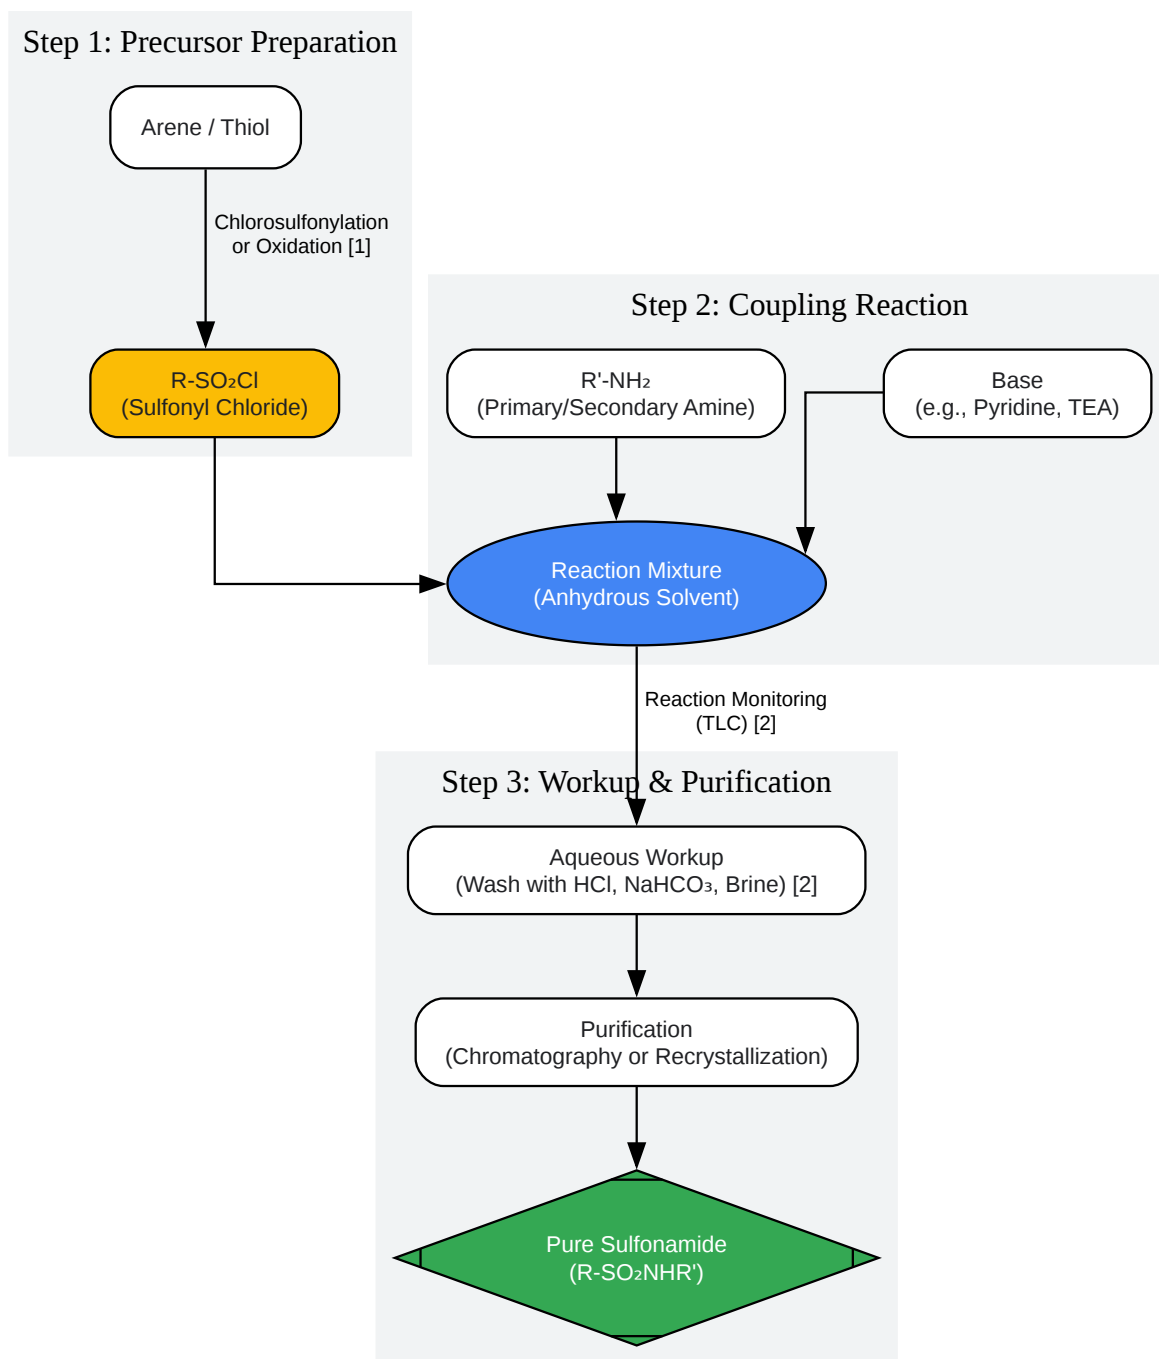 Step 1: Precursor Preparation
Arene / Thiol
Chlorosulfonylation
or Oxidation [1]
R-SO₂Cl
(Sulfonyl Chloride)
Step 2: Coupling Reaction
R'-NH₂
(Primary/Secondary Amine)
Base
(e.g., Pyridine, TEA)
Reaction Mixture
(Anhydrous Solvent)
Reaction Monitoring
(TLC) [2]
Step 3: Workup & Purification
Aqueous Workup
(Wash with HCl, NaHCO₃, Brine) [2]
Purification
(Chromatography or Recrystallization)
Pure Sulfonamide
(R-SO₂NHR')